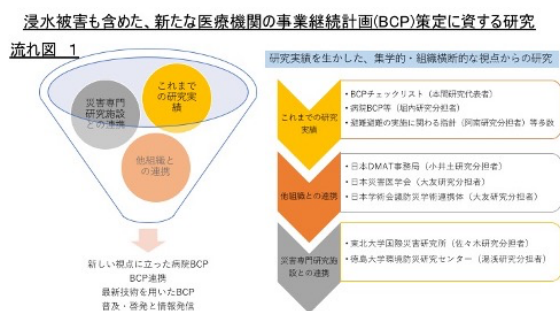 浸水被害も含めた、新たな医療機関の事業継続計画(BCP)策定に資する研究
流れ図 1
これまで
の研究実
績
災害専門
研究施設
との連携
他組織と
の連携
新しい視点に立った病院BCP
BCP連携
最新技術を用いたBCP
普及・啓発と情報発信
研究実績を生かした、集学的・組織横断的な視点からの研究
これまでの研究
実績
・BCPチェックリスト（本間研究代表者）
・病院BCP等（堀内研究分担者）
・避難避難の実施に関わる指針（阿南研究分担者）等多数
他組織との連携
・日本DMAT事務局（小井土研究分担者）
・日本災害医学会（大友研究分担者）
・日本学術会議防災学術連携体（大友研究分担者）
災害専門研究施
設との連携
・東北大学国際災害研究所（佐々木研究分担者）
・徳島大学環境防災研究センター（湯浅研究分担者）